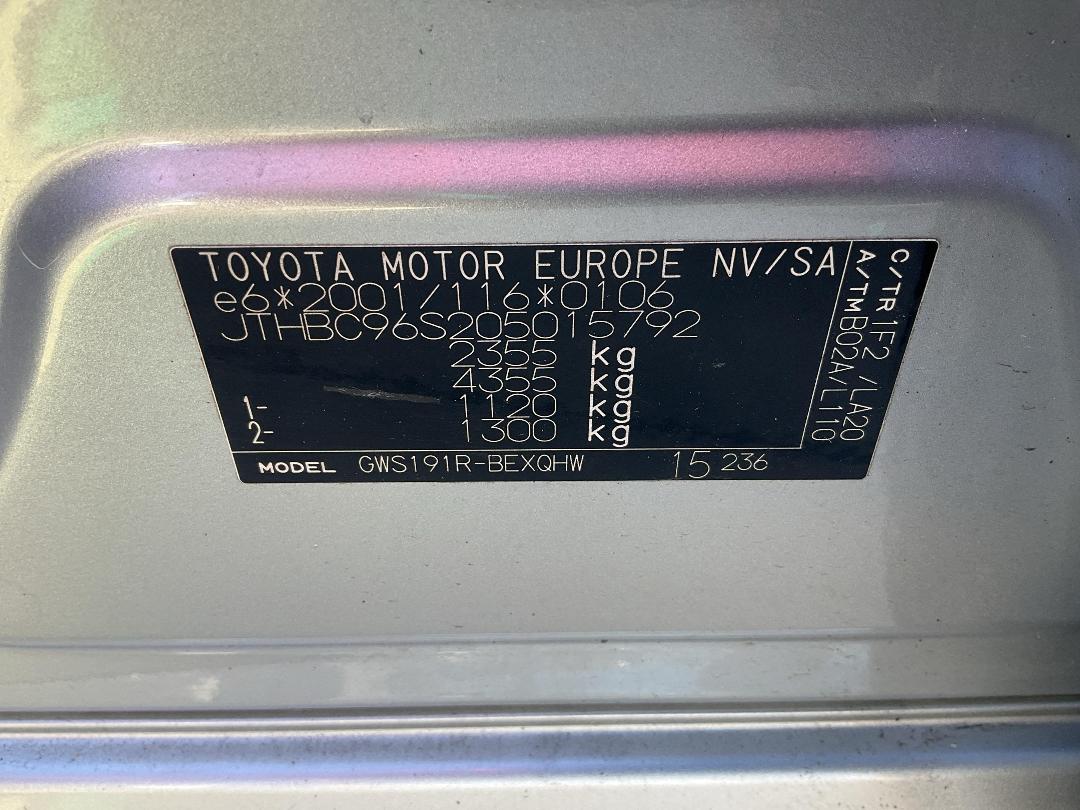 TOYOTA MOTOR EUROPE NV/SA
e6*2001/116*0106
JTHBC96S205015792
2355 kg
4355 kg
1- 1120 kg
2- 1300 kg
MODEL GWS191R-BEXQHW 15 236
C/TR 1F2 /LA20
A/TM B02A/L110